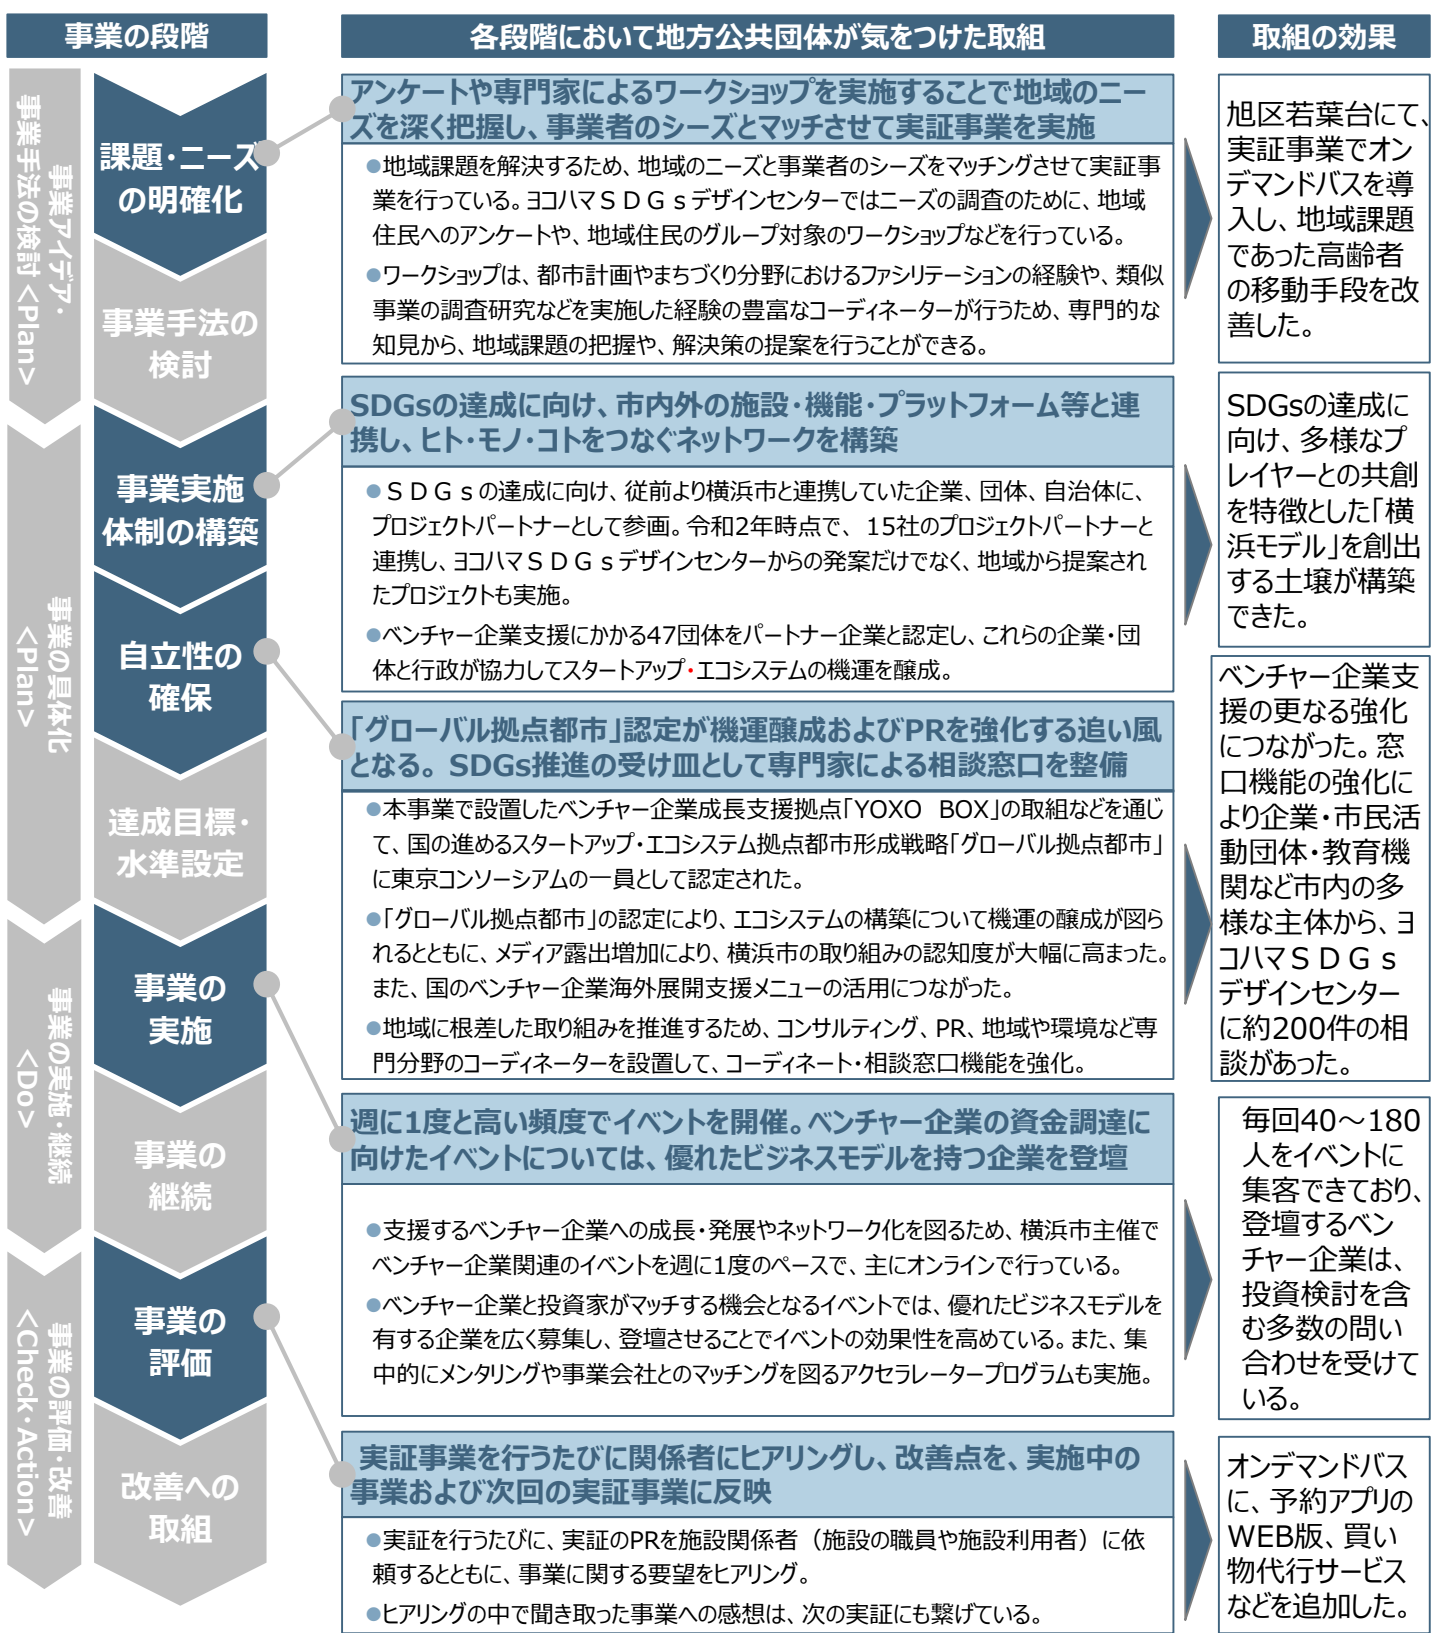 事業の段階
各段階において地方公共団体が気をつけた取組
取組の効果
事業アイデア・
事業手法の検討 <Plan>
課題・ニーズ
の明確化
事業手法の
検討
事業の具体化
<Plan>
事業実施
体制の構築
自立性の
確保
達成目標・
水準設定
事業の実施・継続
<Do>
事業の
実施
事業の
継続
事業の評価・改善
<Check・Action>
事業の
評価
改善への
取組
アンケートや専門家によるワークショップを実施することで地域のニー
ズを深く把握し、事業者のシーズとマッチさせて実証事業を実施
●地域課題を解決するため、地域のニーズと事業者のシーズをマッチングさせて実証事
業を行っている。ヨコハマＳＤＧｓデザインセンターではニーズの調査のために、地域
住民へのアンケートや、地域住民のグループ対象のワークショップなどを行っている。
●ワークショップは、都市計画やまちづくり分野におけるファシリテーションの経験や、類似
事業の調査研究などを実施した経験の豊富なコーディネーターが行うため、専門的な
知見から、地域課題の把握や、解決策の提案を行うことができる。
旭区若葉台にて、
実証事業でオン
デマンドバスを導
入し、地域課題
であった高齢者
の移動手段を改
善した。
SDGsの達成に向け、市内外の施設・機能・プラットフォーム等と連
携し、ヒト・モノ・コトをつなぐネットワークを構築
●ＳＤＧｓの達成に向け、従前より横浜市と連携していた企業、団体、自治体に、
プロジェクトパートナーとして参画。令和2年時点で、15社のプロジェクトパートナーと
連携し、ヨコハマＳＤＧｓデザインセンターからの発案だけでなく、地域から提案され
たプロジェクトも実施。
●ベンチャー企業支援にかかる47団体をパートナー企業と認定し、これらの企業・団
体と行政が協力してスタートアップ・エコシステムの機運を醸成。
SDGsの達成に
向け、多様なプ
レイヤーとの共創
を特徴とした「横
浜モデル」を創出
する土壌が構築
できた。
「グローバル拠点都市」認定が機運醸成およびPRを強化する追い風
となる。SDGs推進の受け皿として専門家による相談窓口を整備
●本事業で設置したベンチャー企業成長支援拠点「YOXO BOX」の取組などを通じ
て、国の進めるスタートアップ・エコシステム拠点都市形成戦略「グローバル拠点都市」
に東京コンソーシアムの一員として認定された。
●「グローバル拠点都市」の認定により、エコシステムの構築について機運の醸成が図ら
れるとともに、メディア露出増加により、横浜市の取り組みの認知度が大幅に高まった。
また、国のベンチャー企業海外展開支援メニューの活用につながった。
●地域に根差した取り組みを推進するため、コンサルティング、PR、地域や環境など専
門分野のコーディネーターを設置して、コーディネート・相談窓口機能を強化。
ベンチャー企業支
援の更なる強化
につながった。窓
口機能の強化に
より企業・市民活
動団体・教育機
関など市内の多
様な主体から、ヨ
コハマＳＤＧｓ
デザインセンター
に約200件の相
談があった。
週に1度と高い頻度でイベントを開催。ベンチャー企業の資金調達に
向けたイベントについては、優れたビジネスモデルを持つ企業を登壇
●支援するベンチャー企業への成長・発展やネットワーク化を図るため、横浜市主催で
ベンチャー企業関連のイベントを週に1度のペースで、主にオンラインで行っている。
●ベンチャー企業と投資家がマッチする機会となるイベントでは、優れたビジネスモデルを
有する企業を広く募集し、登壇させることでイベントの効果性を高めている。また、集
中的にメンタリングや事業会社とのマッチングを図るアクセラレータープログラムも実施。
毎回40～180
人をイベントに
集客できており、
登壇するベン
チャー企業は、
投資検討を含
む多数の問い
合わせを受けて
いる。
実証事業を行うたびに関係者にヒアリングし、改善点を、実施中の
事業および次回の実証事業に反映
●実証を行うたびに、実証のPRを施設関係者（施設の職員や施設利用者）に依
頼するとともに、事業に関する要望をヒアリング。
●ヒアリングの中で聞き取った事業への感想は、次の実証にも繋げている。
オンデマンドバス
に、予約アプリの
WEB版、買い
物代行サービス
などを追加した。